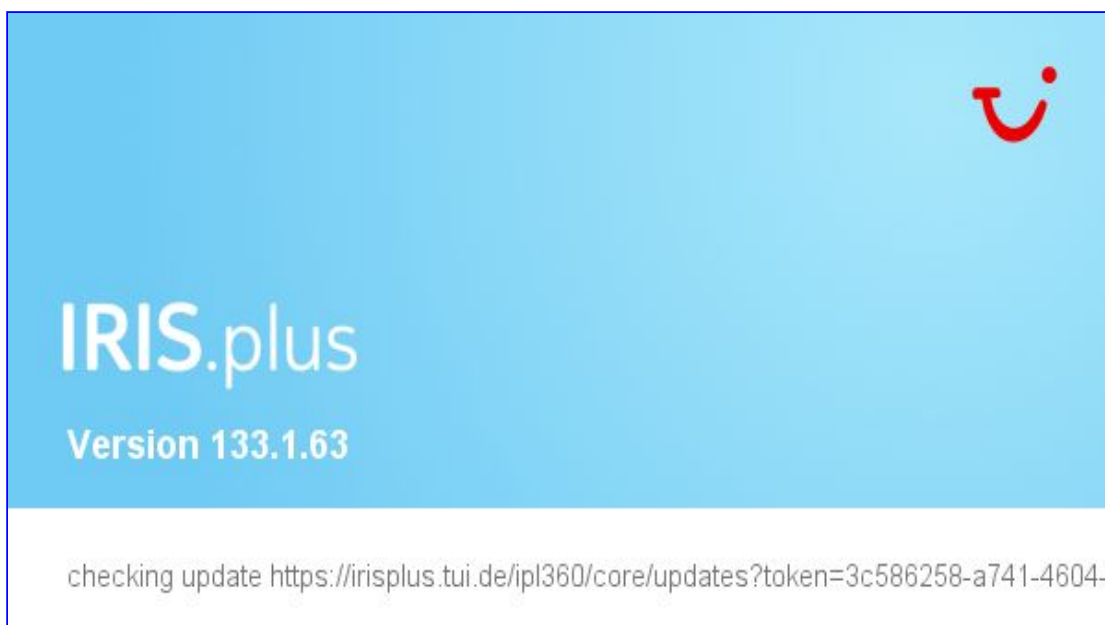 IRIS.plus
Version 133.1.63
checking update https://irisplus.tui.de/ipl360/core/updates?token=3c586258-a741-4604-